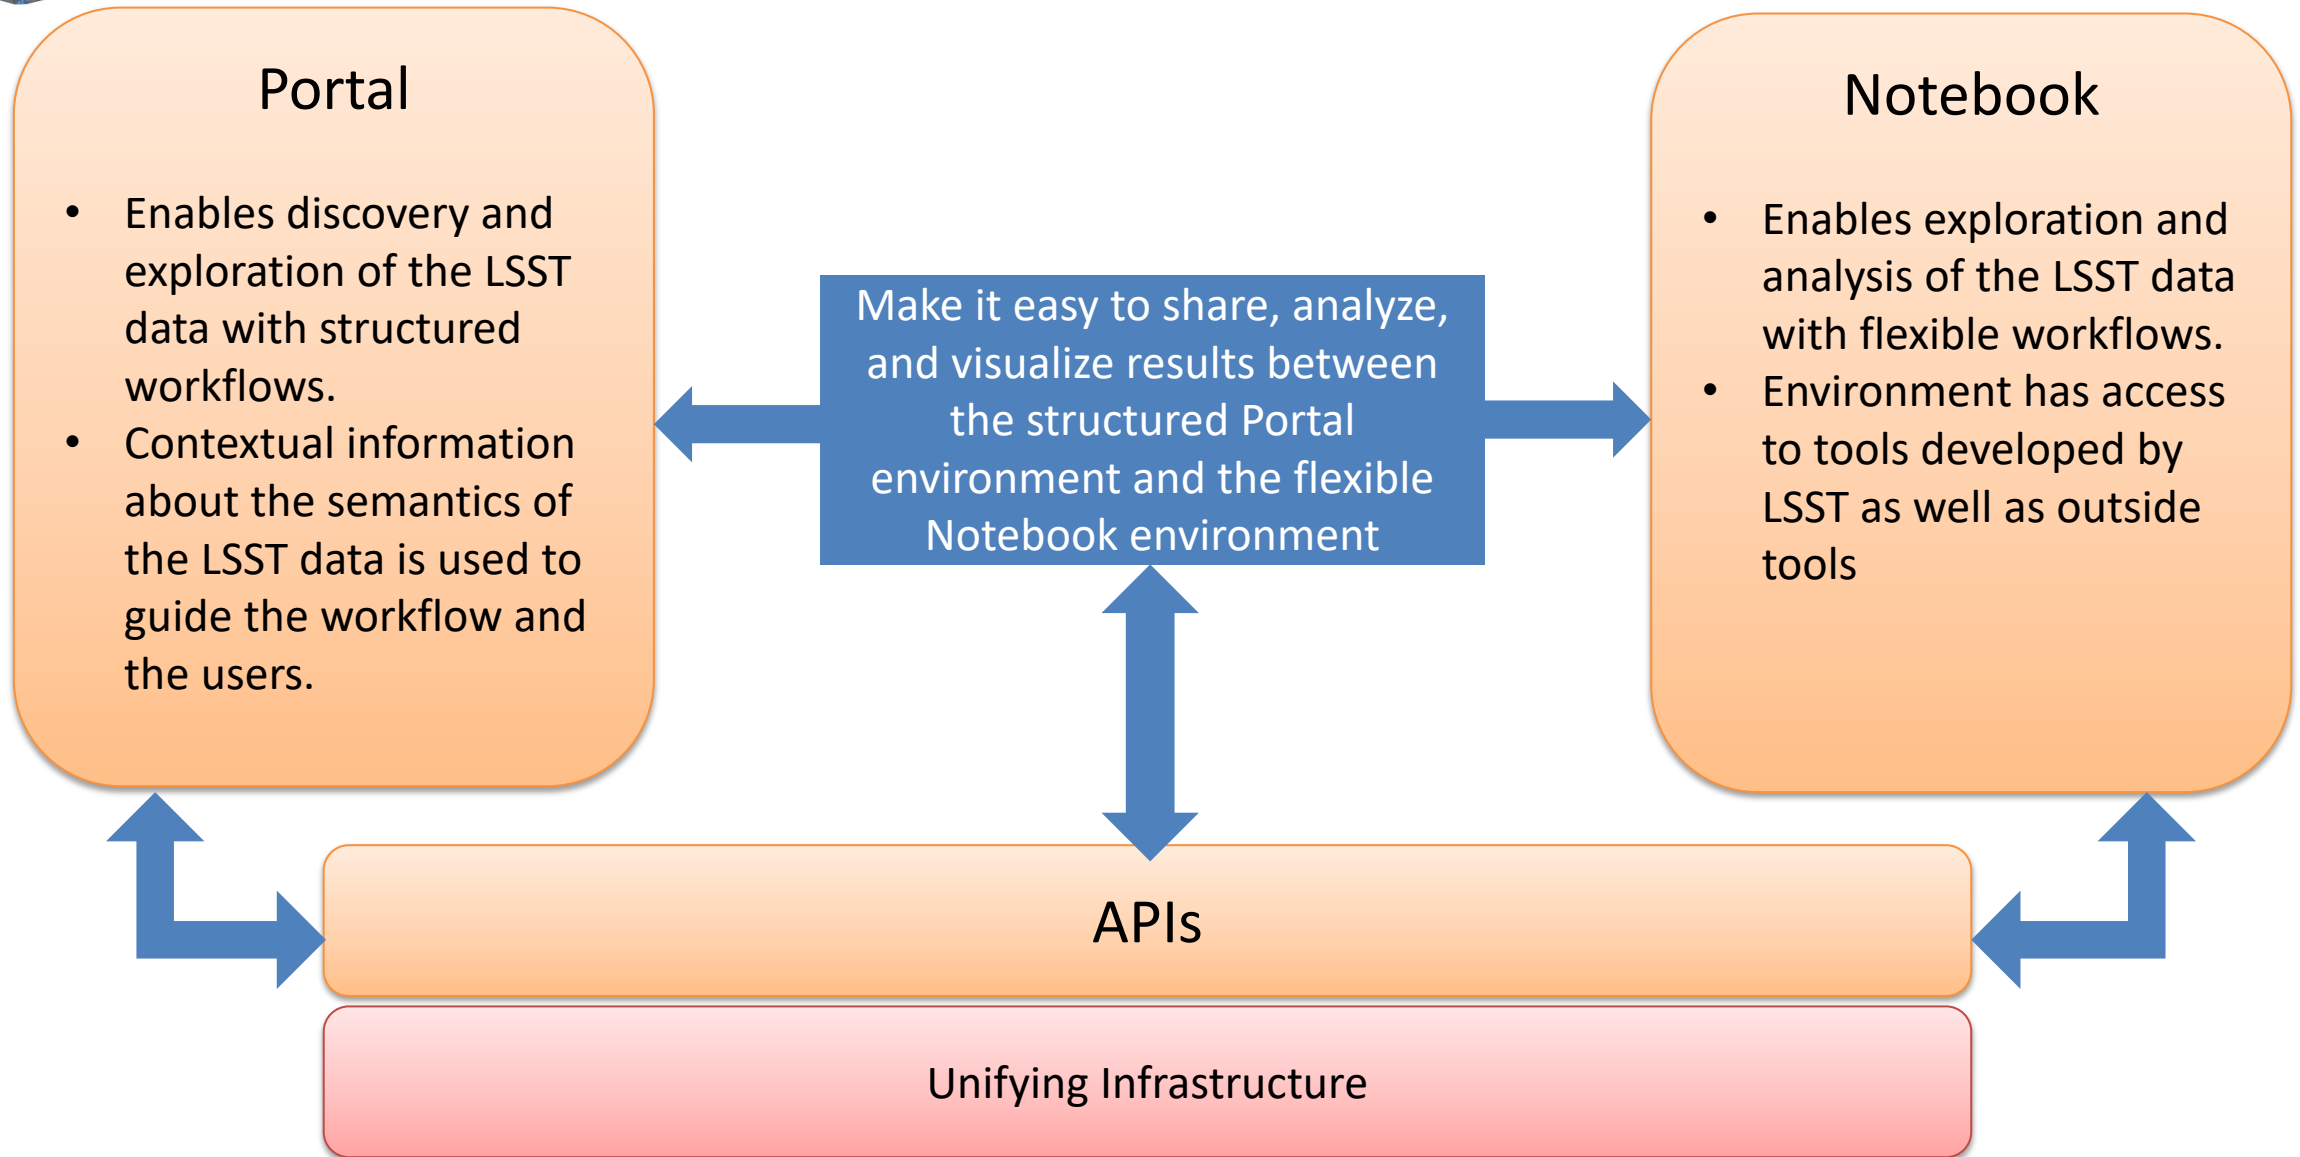 Portal
• Enables discovery and
exploration of the LSST
data with structured
workflows.
• Contextual information
about the semantics of
the LSST data is used to
guide the workflow and
the users.
Make it easy to share, analyze,
and visualize results between
the structured Portal
environment and the flexible
Notebook environment
Notebook
• Enables exploration and
analysis of the LSST data
with flexible workflows.
• Environment has access
to tools developed by
LSST as well as outside
tools
APIs
Unifying Infrastructure